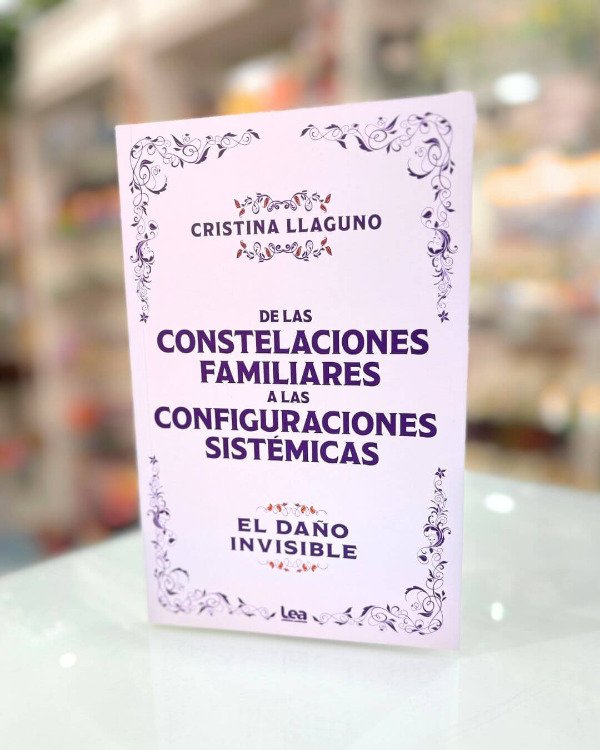 CRISTINA LLAGUNO
DE LAS
CONSTELACIONES
FAMILIARES
A LAS
CONFIGURACIONES
SISTÉMICAS
EL DAÑO
INVISIBLE
Lea